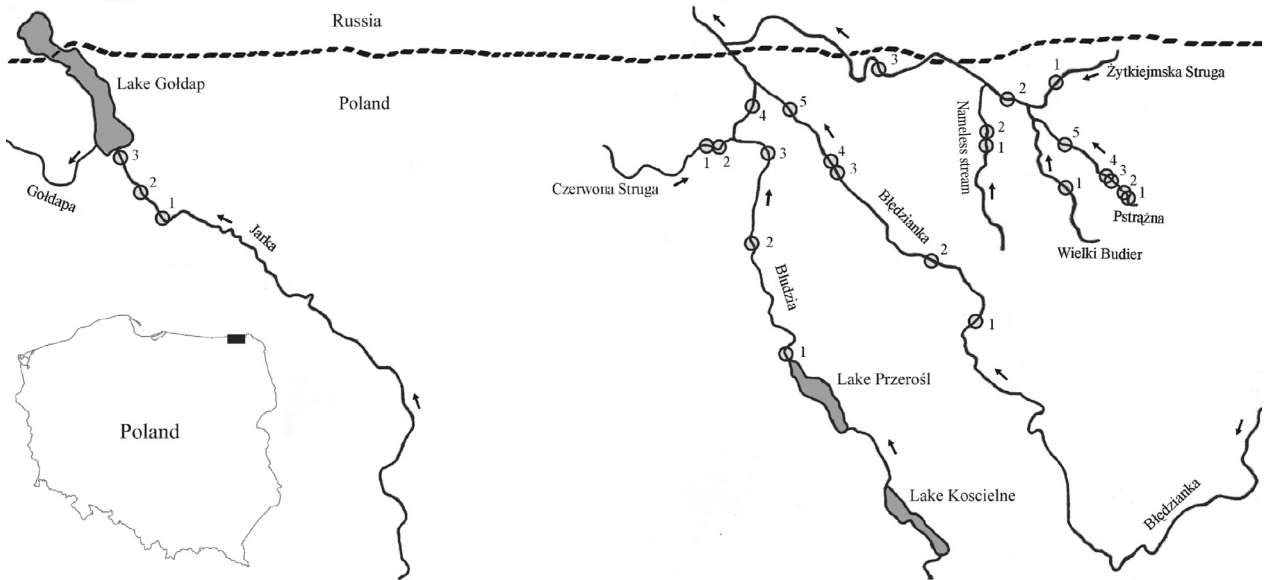 Russia
Lake Gołdap
Poland
3
2
1
Gołdapa
Jarka
Poland
Czerwona Struga
1
2
4
3
2
Błudzia
1
Lake Przerośl
Lake Koscielne
5
4
3
Błędzianka
2
1
Błędzianka
3
2
1
Żytkiejmska Struga
Nameless stream
2
1
5
4
3
2
1
Pstrążna
1
Wielki Budier